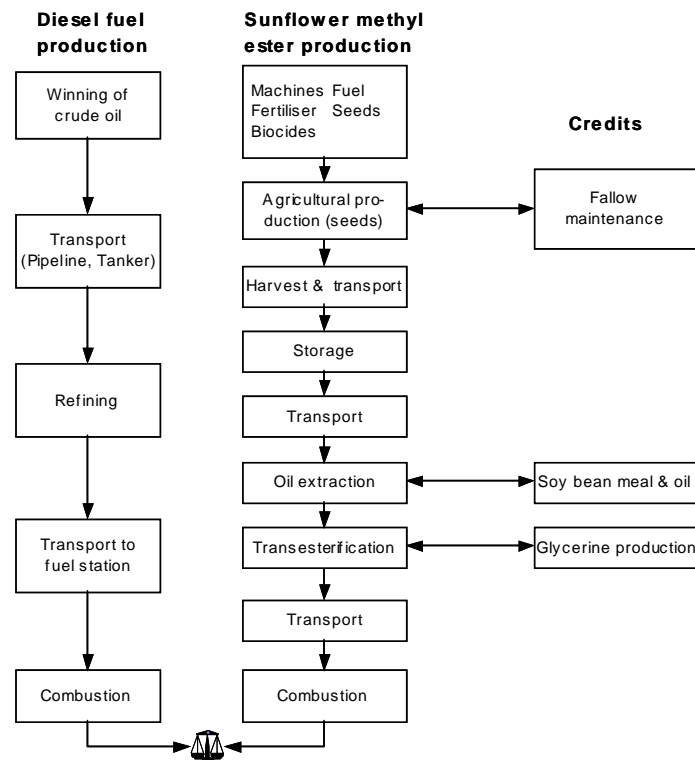 Diesel fuel
production
Winning of
crude oil
Transport
(Pipeline, Tanker)
Refining
Transport to
fuel station
Combustion
Sunflower methyl
ester production
Machines Fuel
Fertiliser Seeds
Biocides
Agricultural pro-
duction (seeds)
Harvest & transport
Storage
Transport
Oil extraction
Transesterification
Transport
Combustion
Credits
Fallow
maintenance
Soy bean meal & oil
Glycerine production